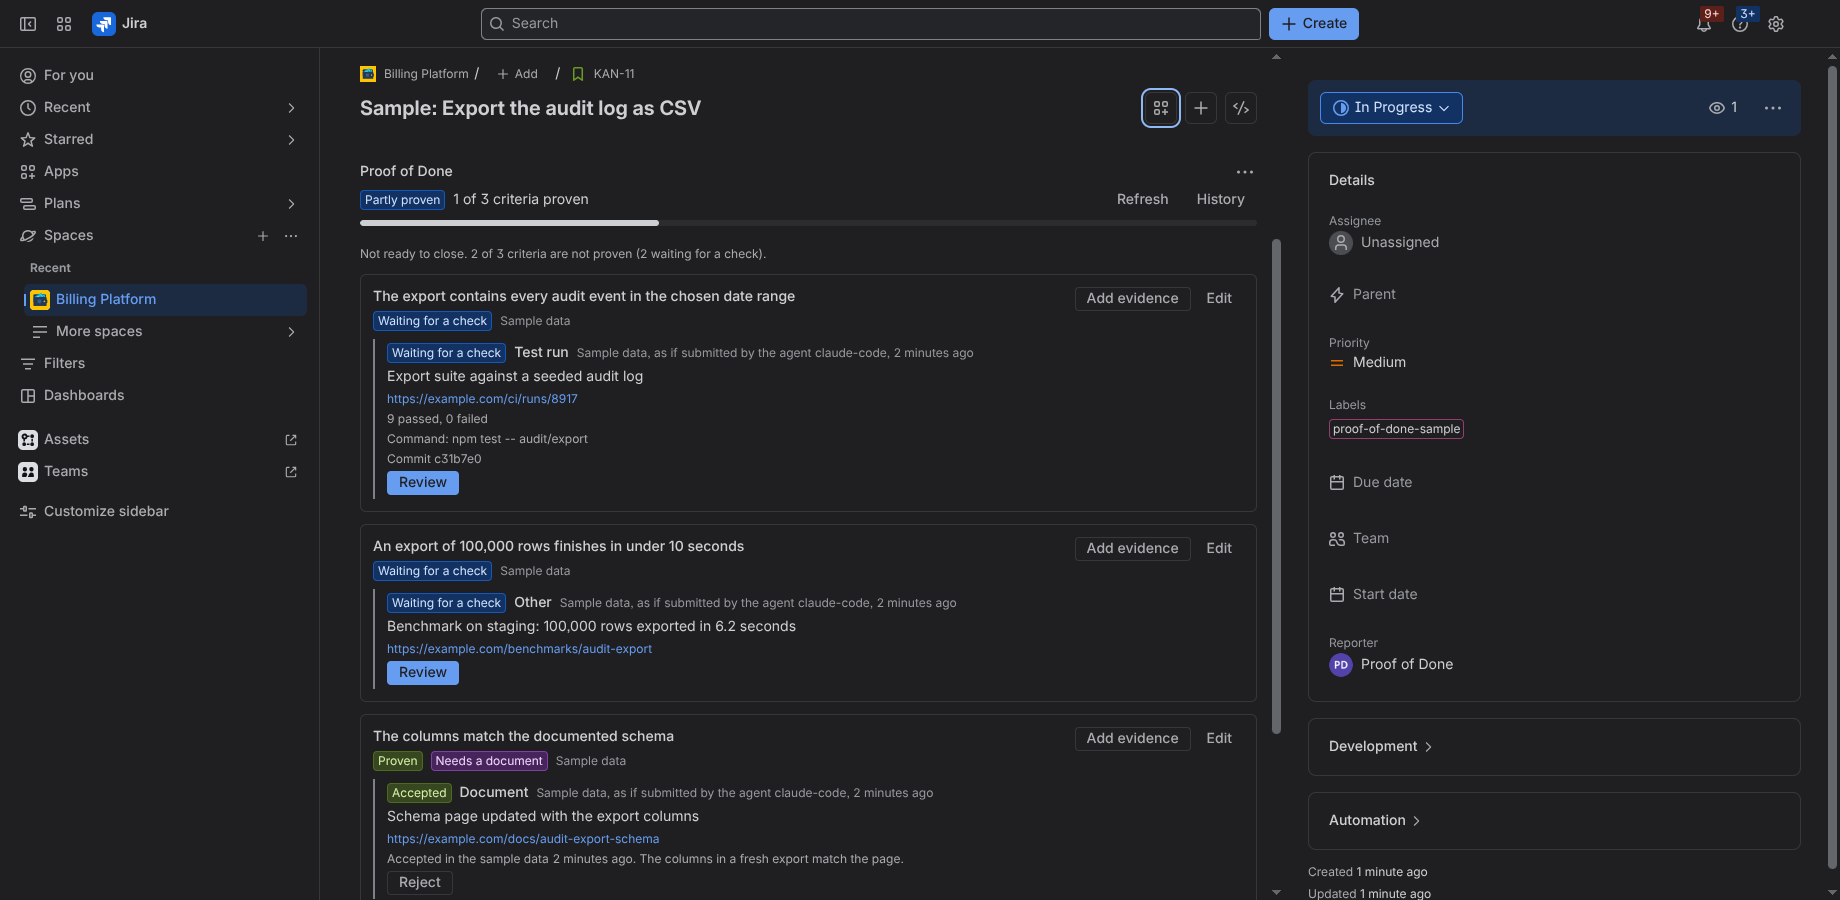 Jira
Search
Create
9+
3+
For you
Recent
Starred
Apps
Plans
Spaces
Recent
Billing Platform
More spaces
Filters
Dashboards
Assets
Teams
Customize sidebar
Billing Platform / Add / KAN-11
Sample: Export the audit log as CSV
Proof of Done
Partly proven 1 of 3 criteria proven Refresh History
Not ready to close. 2 of 3 criteria are not proven (2 waiting for a check).
The export contains every audit event in the chosen date range Add evidence Edit
Waiting for a check Sample data
Waiting for a check Test run Sample data, as if submitted by the agent claude-code, 2 minutes ago
Export suite against a seeded audit log
https://example.com/ci/runs/8917
9 passed, 0 failed
Command: npm test -- audit/export
Commit c31b7e0
Review
An export of 100,000 rows finishes in under 10 seconds Add evidence Edit
Waiting for a check Sample data
Waiting for a check Other Sample data, as if submitted by the agent claude-code, 2 minutes ago
Benchmark on staging: 100,000 rows exported in 6.2 seconds
https://example.com/benchmarks/audit-export
Review
The columns match the documented schema Add evidence Edit
Proven Needs a document Sample data
Accepted Document Sample data, as if submitted by the agent claude-code, 2 minutes ago
Schema page updated with the export columns
https://example.com/docs/audit-export-schema
Accepted in the sample data 2 minutes ago. The columns in a fresh export match the page.
Reject
In Progress
1
Details
Assignee
Unassigned
Parent
Priority
Medium
Labels
proof-of-done-sample
Due date
Team
Start date
Reporter
PD Proof of Done
Development
Automation
Created 1 minute ago
Updated 1 minute ago